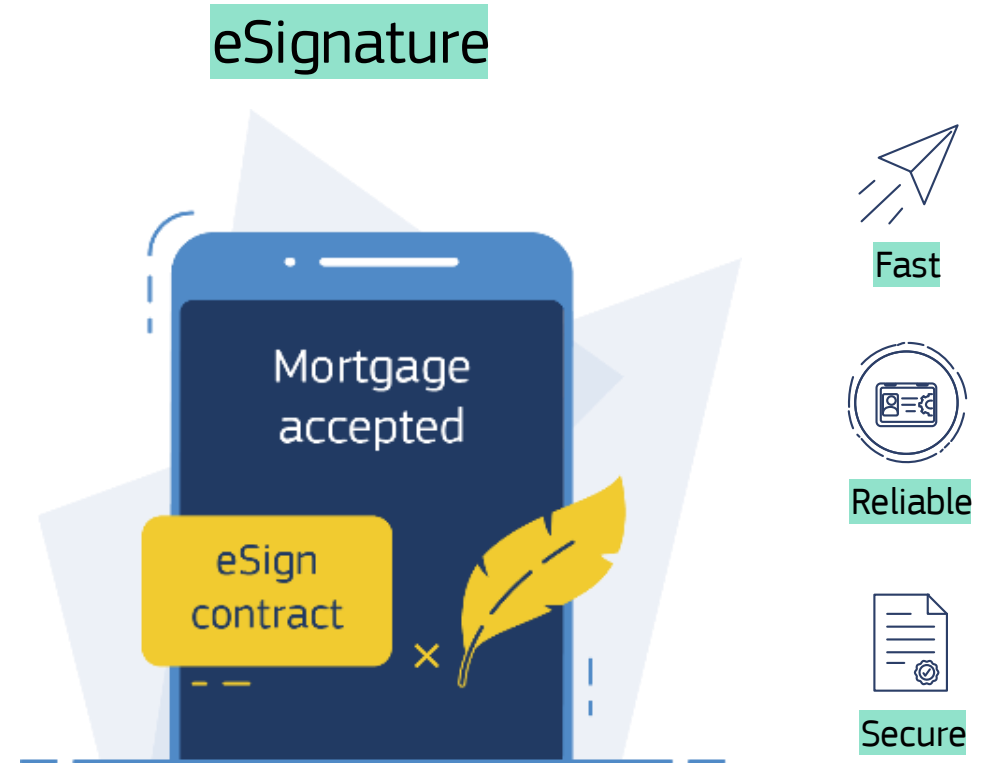 eSignature
Mortgage
accepted
eSign
contract
Fast
Reliable
Secure